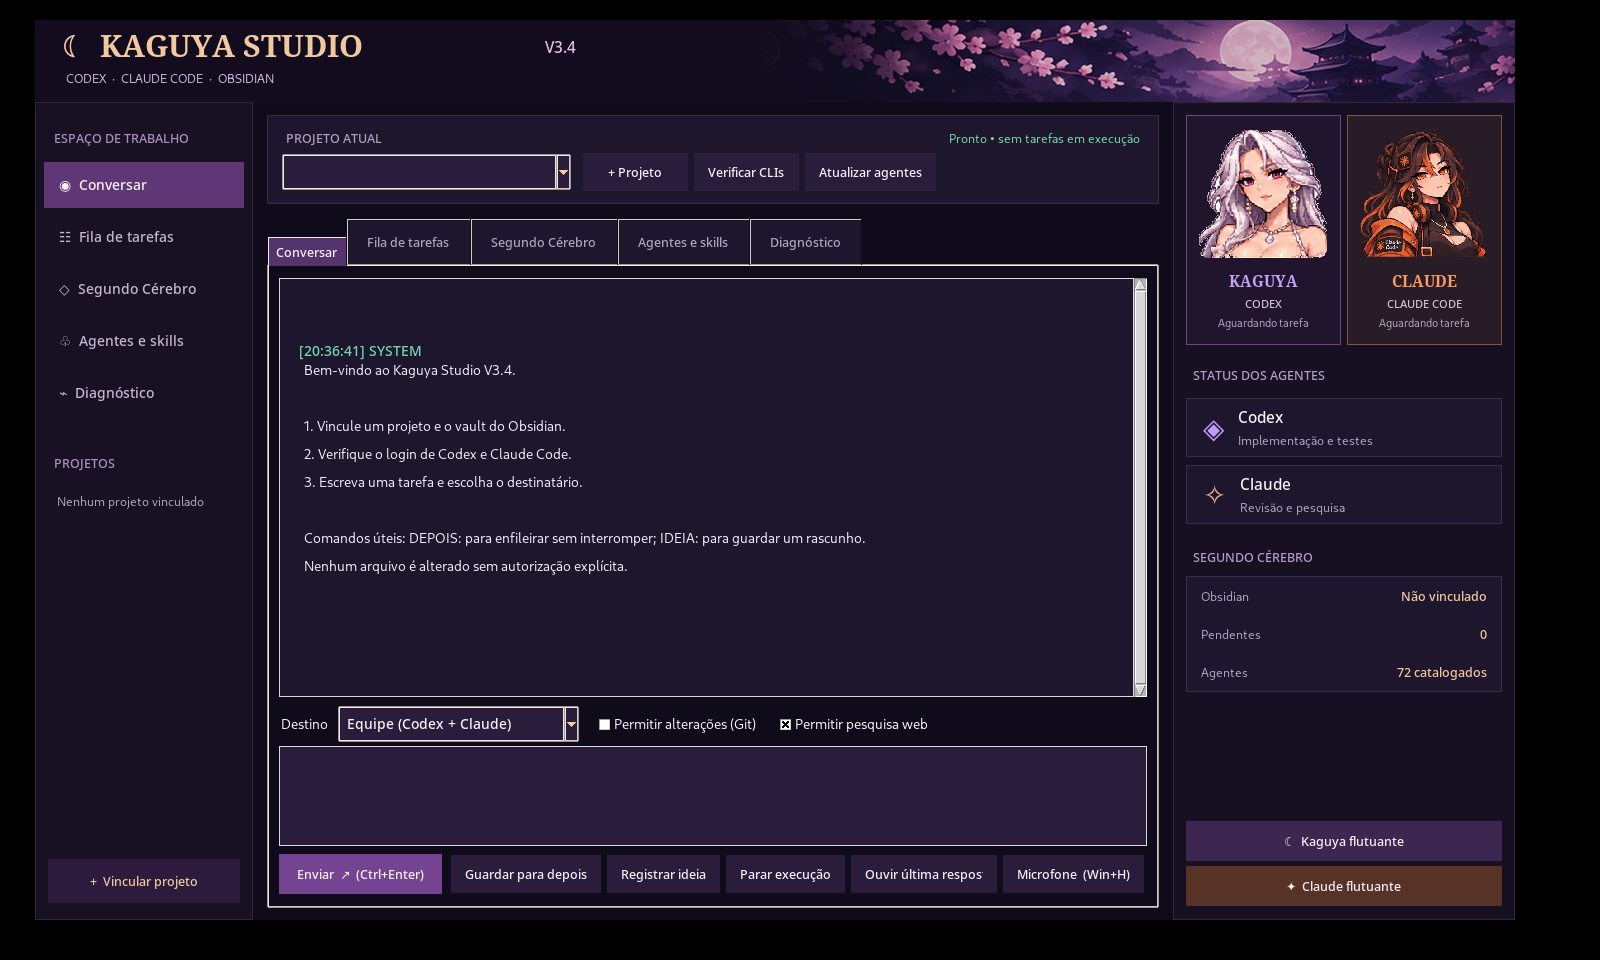 ☾ KAGUYA STUDIO
V3.4
CODEX · CLAUDE CODE · OBSIDIAN
ESPAÇO DE TRABALHO
◉ Conversar
☷ Fila de tarefas
◇ Segundo Cérebro
♧ Agentes e skills
⌁ Diagnóstico
PROJETOS
Nenhum projeto vinculado
+ Vincular projeto
PROJETO ATUAL
Pronto • sem tarefas em execução
+ Projeto
Verificar CLIs
Atualizar agentes
Conversar
Fila de tarefas
Segundo Cérebro
Agentes e skills
Diagnóstico
[20:36:41] SYSTEM
Bem-vindo ao Kaguya Studio V3.4.
1. Vincule um projeto e o vault do Obsidian.
2. Verifique o login de Codex e Claude Code.
3. Escreva uma tarefa e escolha o destinatário.
Comandos úteis: DEPOIS: para enfileirar sem interromper; IDEIA: para guardar um rascunho.
Nenhum arquivo é alterado sem autorização explícita.
Destino
Equipe (Codex + Claude)
Permitir alterações (Git)
Permitir pesquisa web
Enviar ↗ (Ctrl+Enter)
Guardar para depois
Registrar ideia
Parar execução
Ouvir última respos
Microfone (Win+H)
Claude Code
KAGUYA
CODEX
Aguardando tarefa
CLAUDE
CLAUDE CODE
Aguardando tarefa
STATUS DOS AGENTES
◈ Codex
Implementação e testes
✧ Claude
Revisão e pesquisa
SEGUNDO CÉREBRO
Obsidian Não vinculado
Pendentes 0
Agentes 72 catalogados
☾ Kaguya flutuante
✦ Claude flutuante